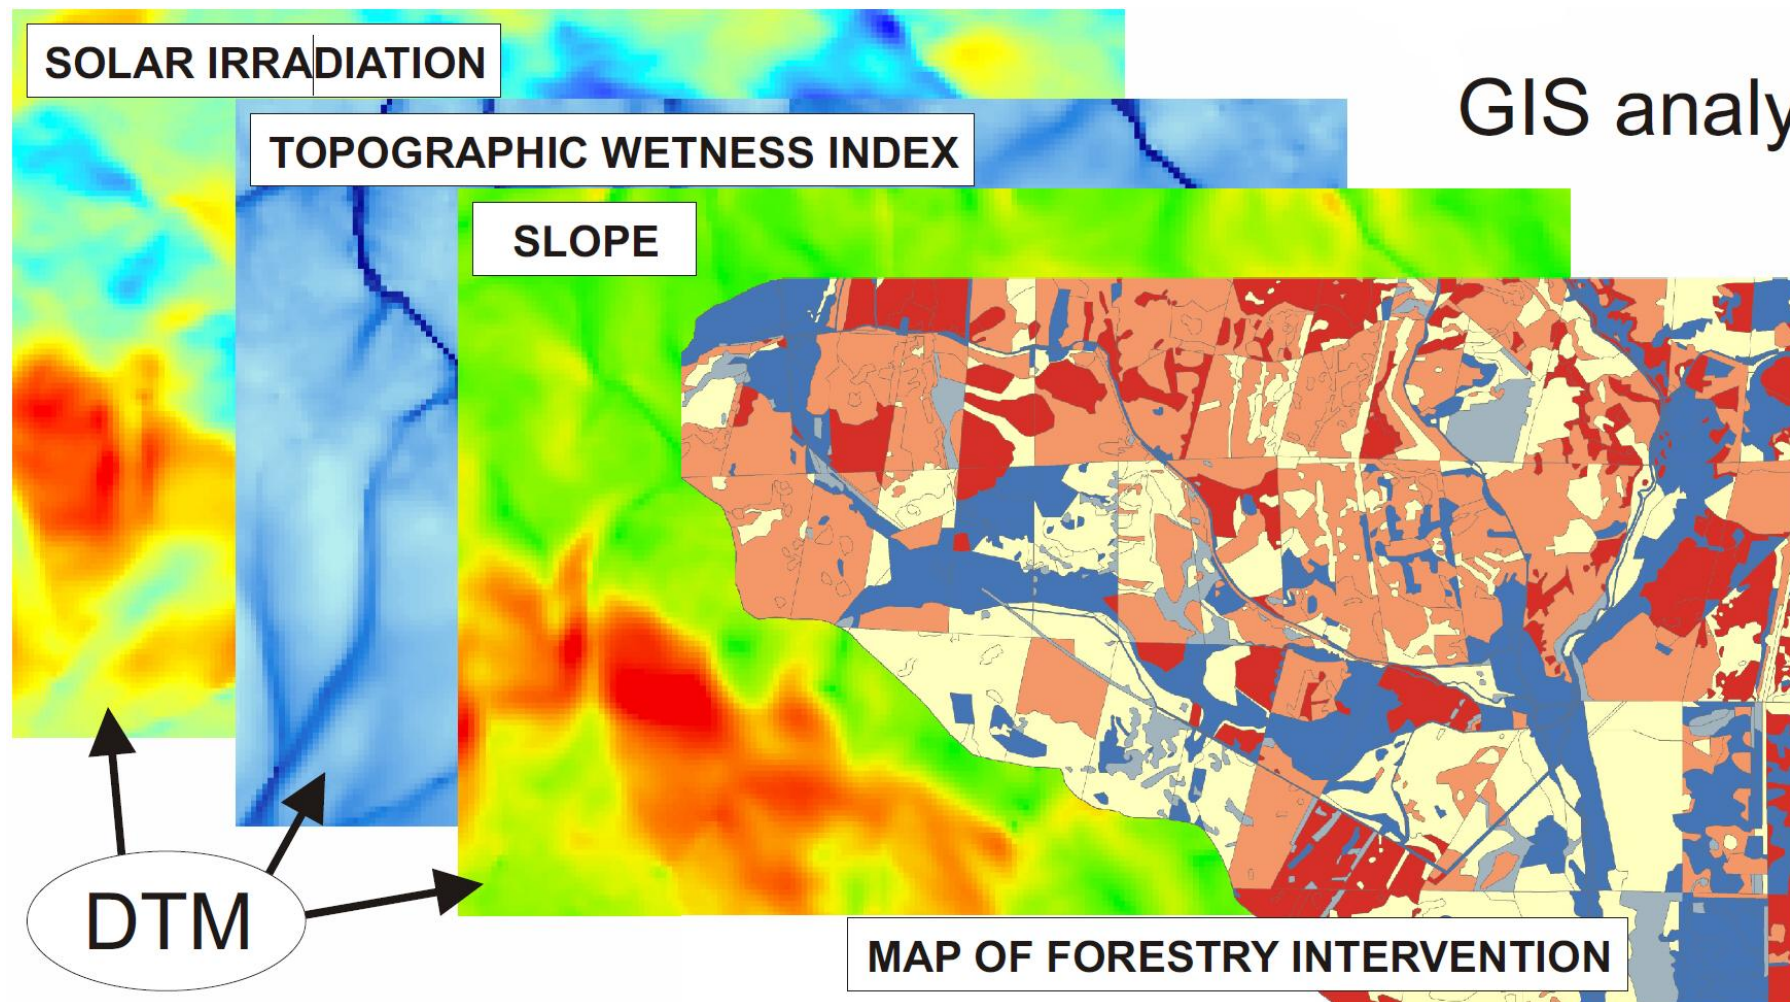 SOLAR IRRADIATION
GIS analy
TOPOGRAPHIC WETNESS INDEX
SLOPE
DTM
MAP OF FORESTRY INTERVENTION